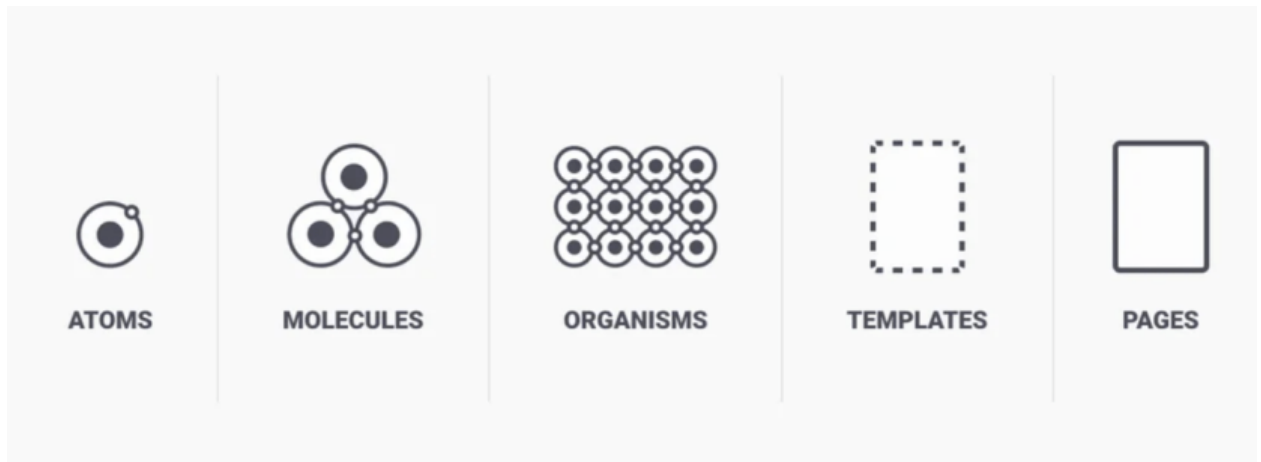 ATOMS
MOLECULES
ORGANISMS
TEMPLATES
PAGES